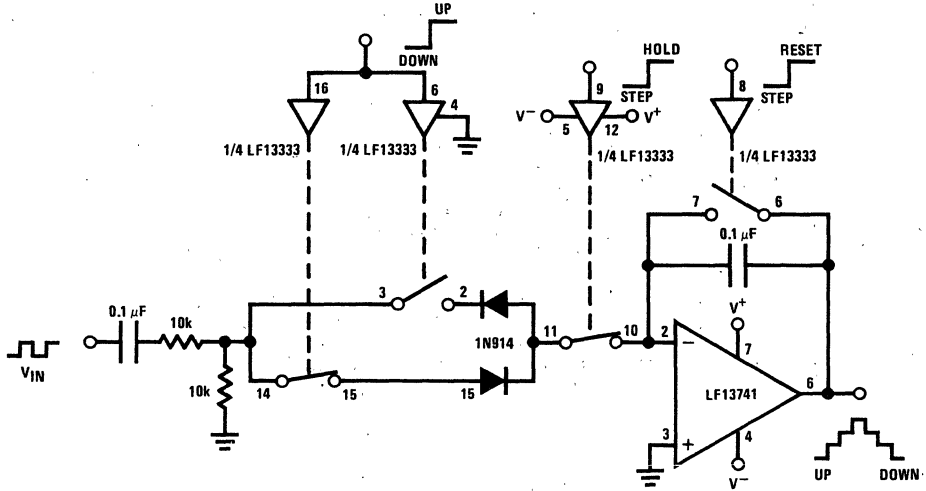 UP
DOWN
16
6
4
1/4 LF13333
1/4 LF13333
HOLD
STEP
9
V⁻
5
12
V⁺
1/4 LF13333
RESET
STEP
8
1/4 LF13333
7
6
0.1 μF
3
2
1N914
0.1 μF
10k
VIN
10k
14
15
15
11
10
2
−
V⁺
7
LF13741
6
3
+
4
V⁻
UP
DOWN